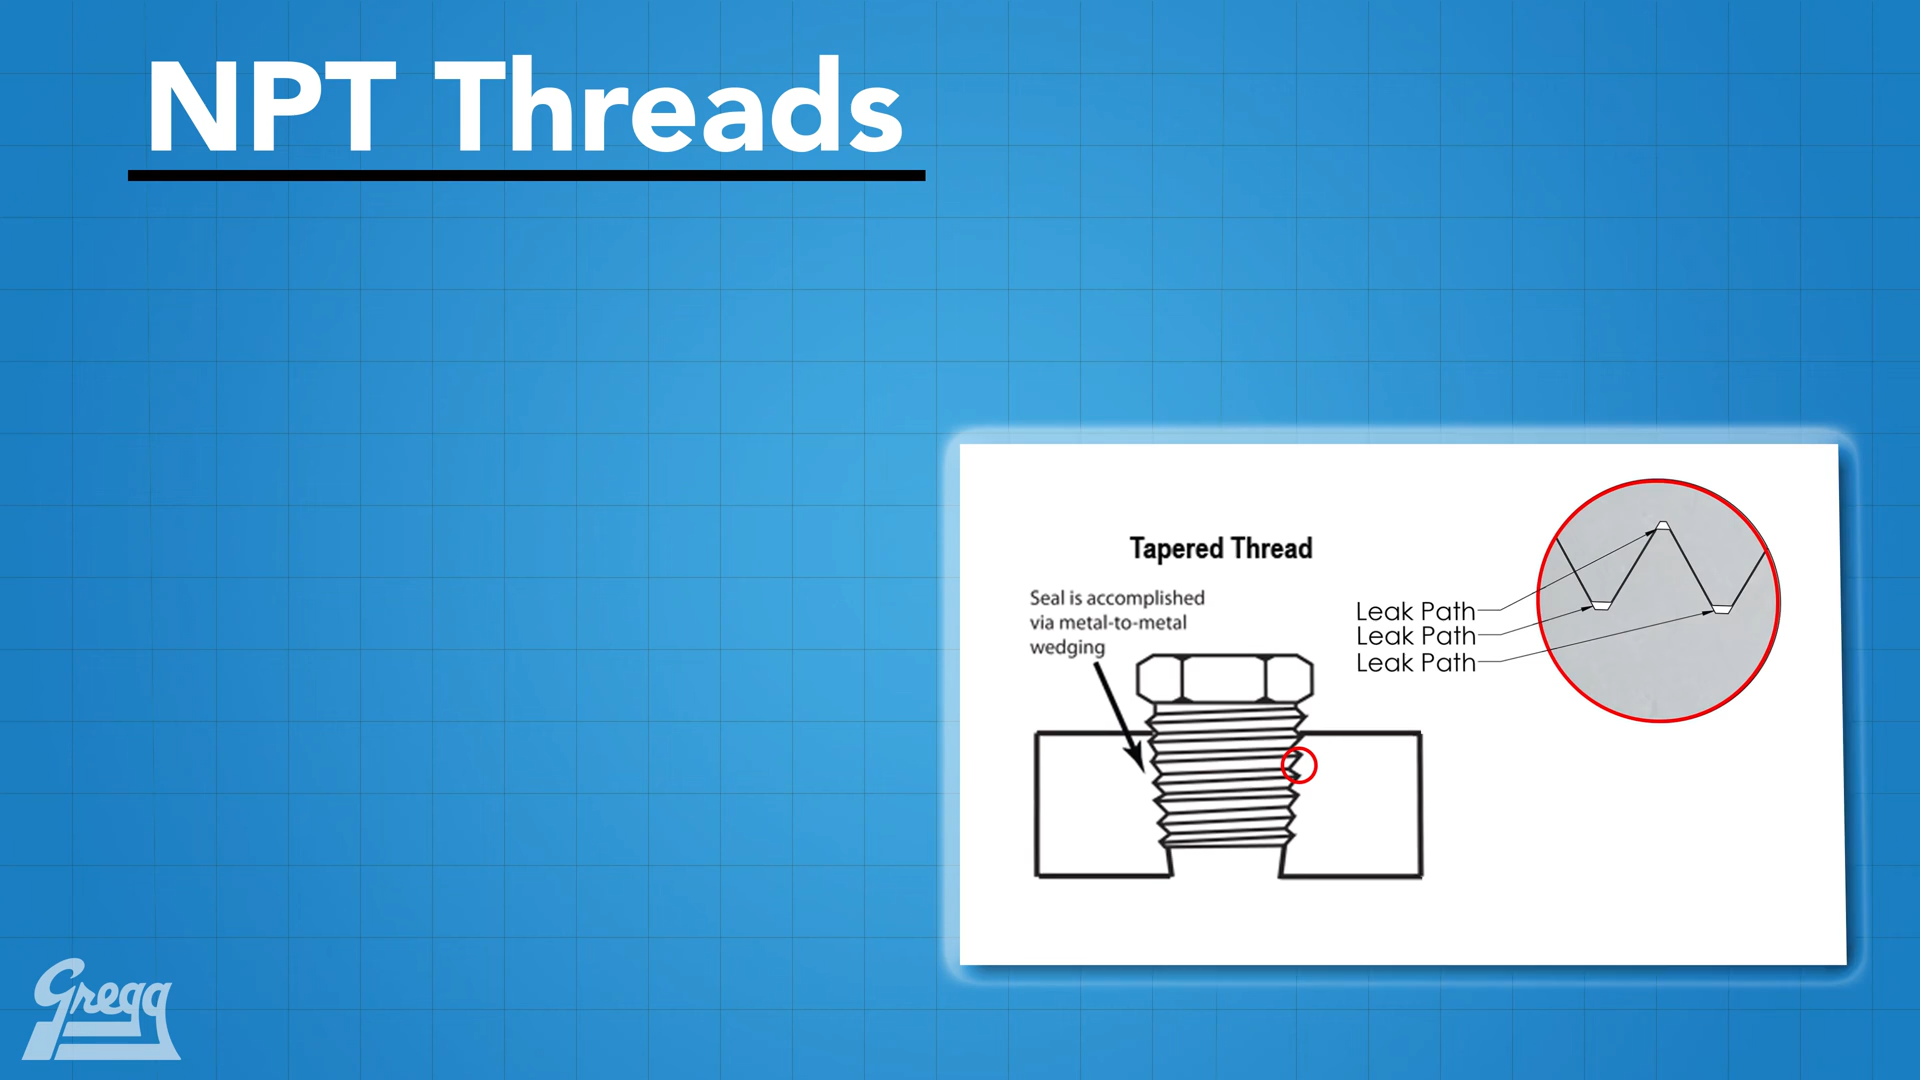 NPT Threads
Tapered Thread
Seal is accomplished
via metal-to-metal
wedging
Leak Path
Leak Path
Leak Path
Gregg